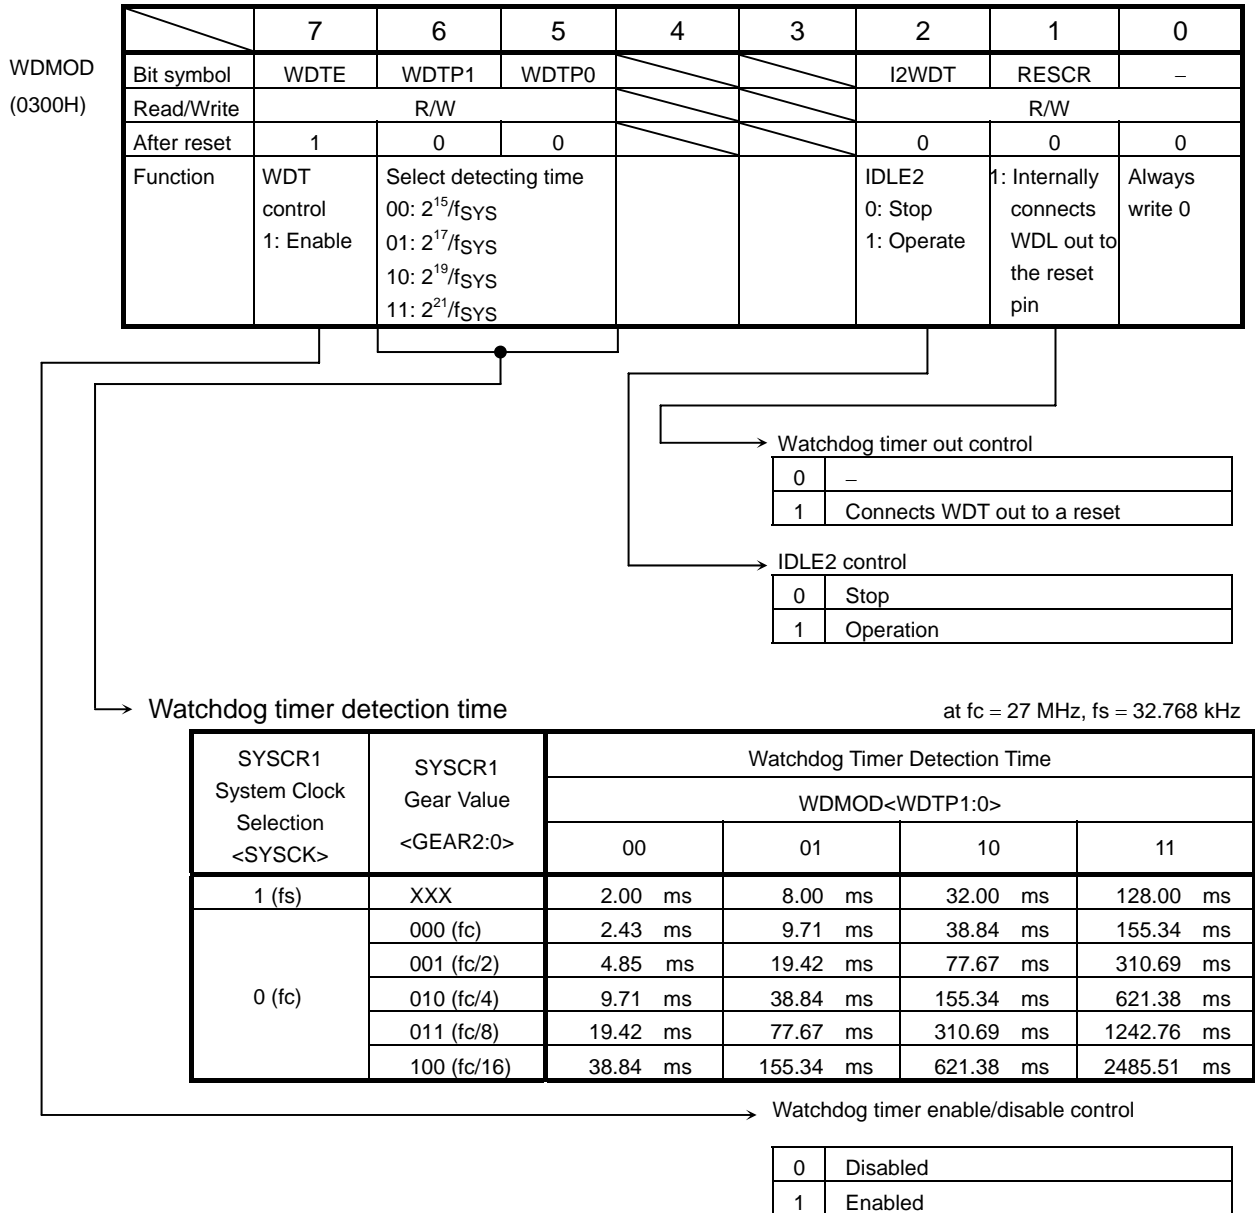 7 6 5 4 3 2 1 0
WDMOD
(0300H)
Bit symbol WDTE WDTP1 WDTP0 I2WDT RESCR –
Read/Write R/W R/W
After reset 1 0 0 0 0 0
Function
WDT
control
1: Enable
Select detecting time
00: 2^15/fSYS
01: 2^17/fSYS
10: 2^19/fSYS
11: 2^21/fSYS
IDLE2
0: Stop
1: Operate
1: Internally
connects
WDL out to
the reset
pin
Always
write 0
Watchdog timer out control
0 –
1 Connects WDT out to a reset
IDLE2 control
0 Stop
1 Operation
Watchdog timer detection time
at fc = 27 MHz, fs = 32.768 kHz
SYSCR1
System Clock
Selection
<SYSCK>
SYSCR1
Gear Value
<GEAR2:0>
Watchdog Timer Detection Time
WDMOD<WDTP1:0>
00 01 10 11
1 (fs) XXX 2.00 ms 8.00 ms 32.00 ms 128.00 ms
0 (fc)
000 (fc) 2.43 ms 9.71 ms 38.84 ms 155.34 ms
001 (fc/2) 4.85 ms 19.42 ms 77.67 ms 310.69 ms
010 (fc/4) 9.71 ms 38.84 ms 155.34 ms 621.38 ms
011 (fc/8) 19.42 ms 77.67 ms 310.69 ms 1242.76 ms
100 (fc/16) 38.84 ms 155.34 ms 621.38 ms 2485.51 ms
Watchdog timer enable/disable control
0 Disabled
1 Enabled